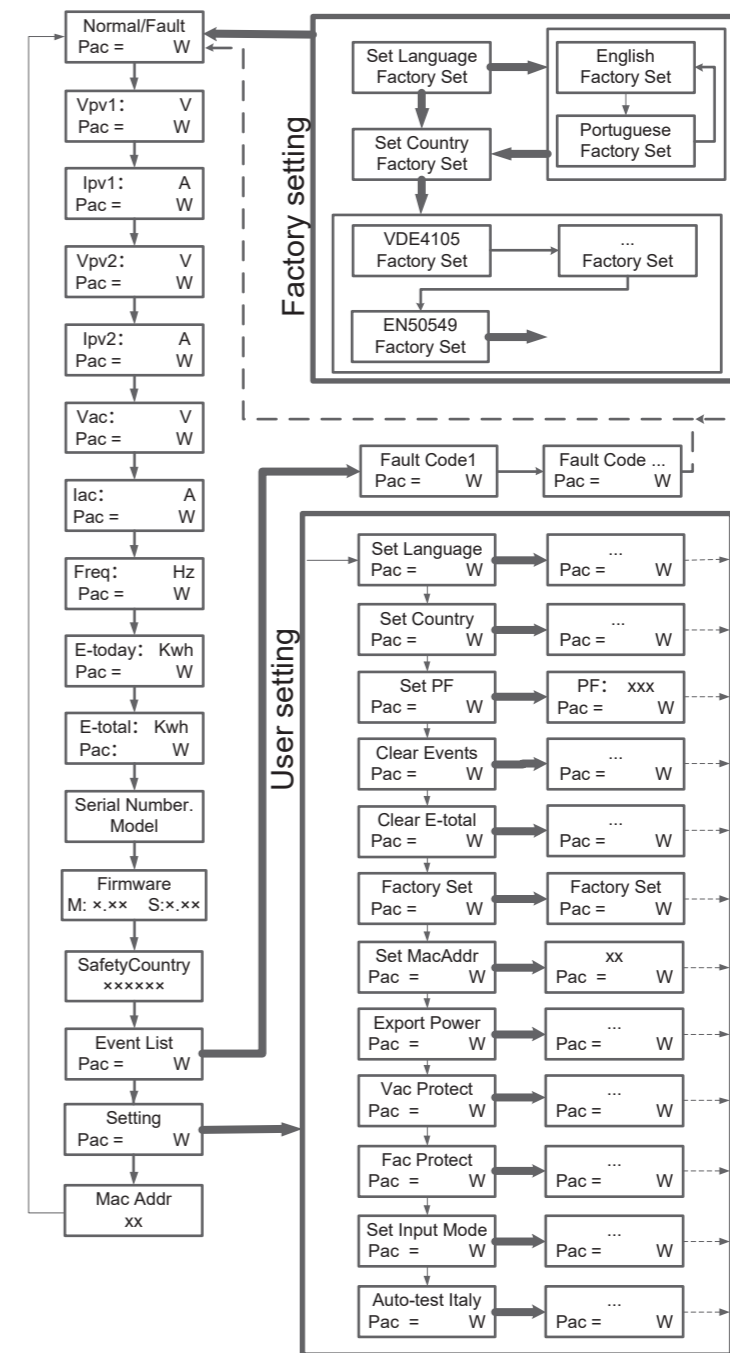 Normal/Fault
Pac = W
Vpv1: V
Pac = W
Ipv1: A
Pac = W
Vpv2: V
Pac = W
Ipv2: A
Pac = W
Vac: V
Pac = W
Iac: A
Pac = W
Freq: Hz
Pac = W
E-today: Kwh
Pac = W
E-total: Kwh
Pac: W
Serial Number.
Model
Firmware
M: ×.×× S:×.××
SafetyCountry
××××××
Event List
Pac = W
Setting
Pac = W
Mac Addr
xx
Factory setting
Set Language
Factory Set
English
Factory Set
Portuguese
Factory Set
Set Country
Factory Set
VDE4105
Factory Set
...
Factory Set
EN50549
Factory Set
Fault Code1
Pac = W
Fault Code ...
Pac = W
User setting
Set Language
Pac = W
...
Pac = W
Set Country
Pac = W
...
Pac = W
Set PF
Pac = W
PF: xxx
Pac = W
Clear Events
Pac = W
...
Pac = W
Clear E-total
Pac = W
...
Pac = W
Factory Set
Pac = W
Factory Set
Pac = W
Set MacAddr
Pac = W
xx
Pac = W
Export Power
Pac = W
...
Pac = W
Vac Protect
Pac = W
...
Pac = W
Fac Protect
Pac = W
...
Pac = W
Set Input Mode
Pac = W
...
Pac = W
Auto-test Italy
Pac = W
...
Pac = W